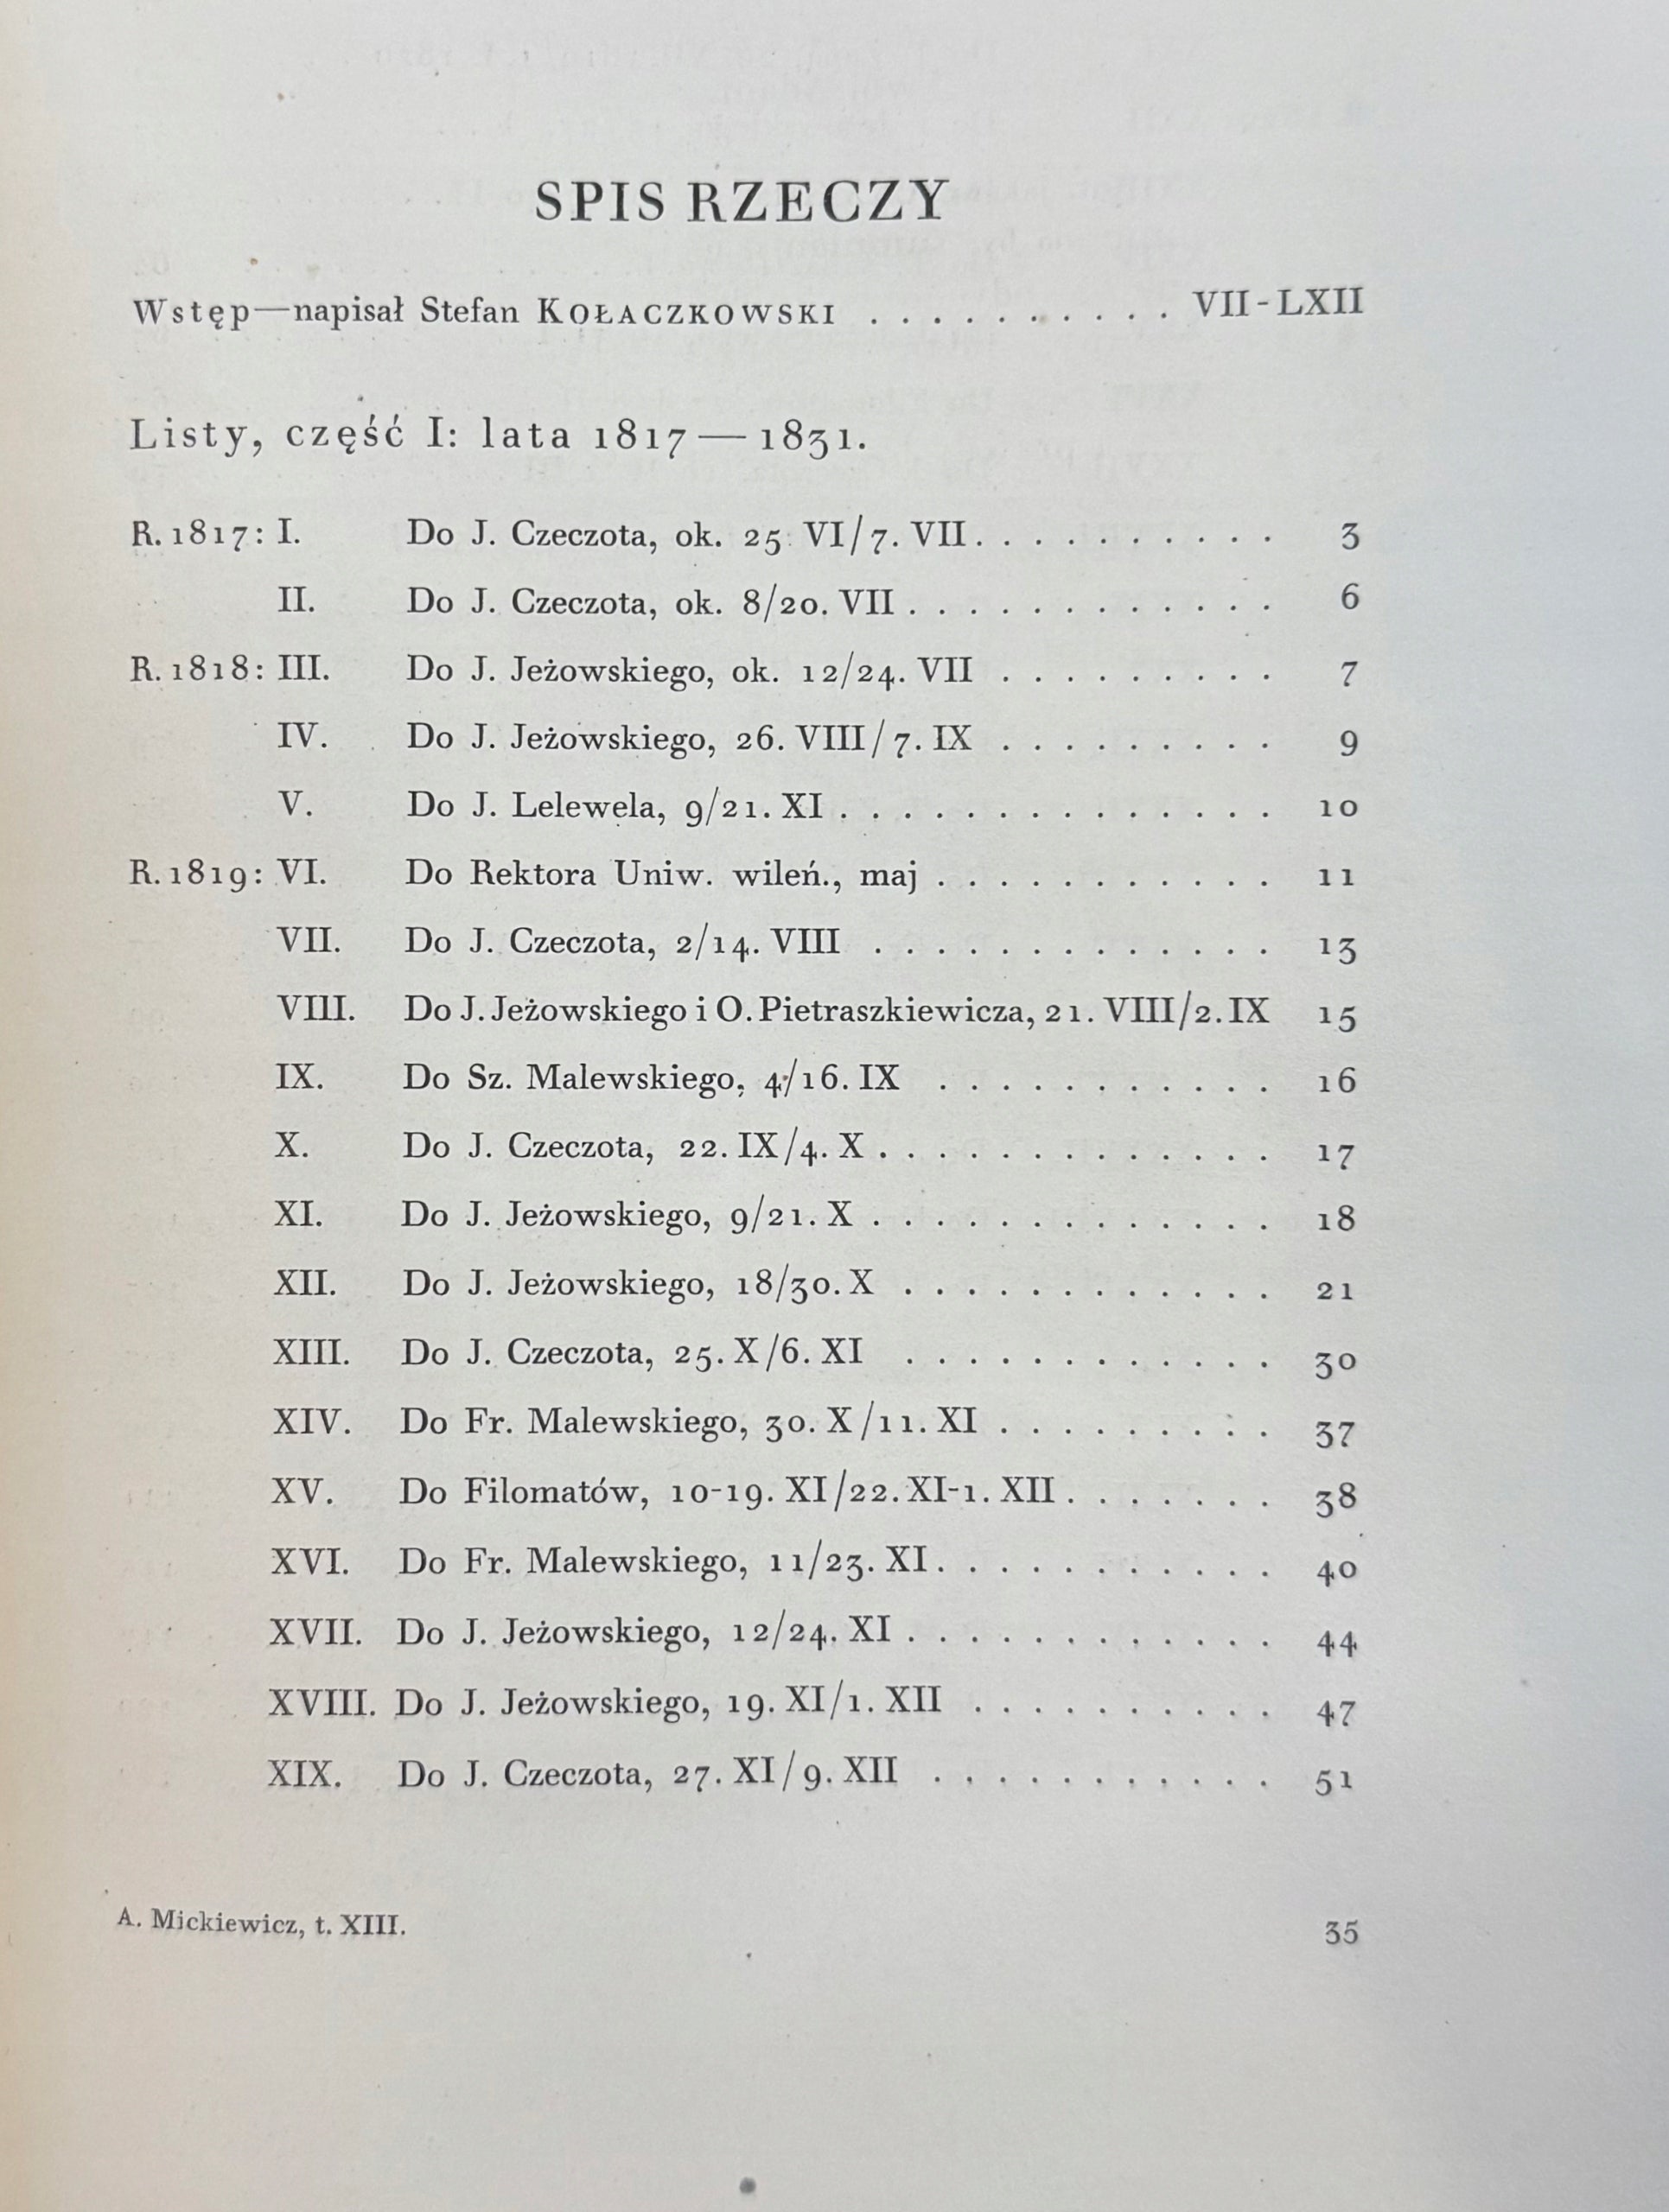 SPIS RZECZY
Wstęp—napisał Stefan KOŁACZKOWSKI . . . . . . . . . . VII-LXII
Listy, część I: lata 1817—1831.
R. 1817: I. Do J. Czeczota, ok. 25 VI/7. VII . . . . . . . . . . 3
II. Do J. Czeczota, ok. 8/20. VII . . . . . . . . . . . . 6
R. 1818: III. Do J. Jeżowskiego, ok. 12/24. VII . . . . . . . . . 7
IV. Do J. Jeżowskiego, 26. VIII/7. IX . . . . . . . . . 9
V. Do J. Lelewela, 9/21. XI . . . . . . . . . . . . . . 10
R. 1819: VI. Do Rektora Uniw. wileń., maj . . . . . . . . . . . 11
VII. Do J. Czeczota, 2/14. VIII . . . . . . . . . . . . . 13
VIII. Do J. Jeżowskiego i O. Pietraszkiewicza, 21. VIII/2. IX 15
IX. Do Sz. Malewskiego, 4/16. IX . . . . . . . . . . . 16
X. Do J. Czeczota, 22. IX/4. X . . . . . . . . . . . . . 17
XI. Do J. Jeżowskiego, 9/21. X . . . . . . . . . . . . . 18
XII. Do J. Jeżowskiego, 18/30. X . . . . . . . . . . . . 21
XIII. Do J. Czeczota, 25. X/6. XI . . . . . . . . . . . . 30
XIV. Do Fr. Malewskiego, 30. X/11. XI . . . . . . . . . 37
XV. Do Filomatów, 10-19. XI/22. XI-1. XII . . . . . . . 38
XVI. Do Fr. Malewskiego, 11/23. XI . . . . . . . . . . . 40
XVII. Do J. Jeżowskiego, 12/24. XI . . . . . . . . . . . . 44
XVIII. Do J. Jeżowskiego, 19. XI/1. XII . . . . . . . . . . 47
XIX. Do J. Czeczota, 27. XI/9. XII . . . . . . . . . . . 51
A. Mickiewicz, t. XIII. 35